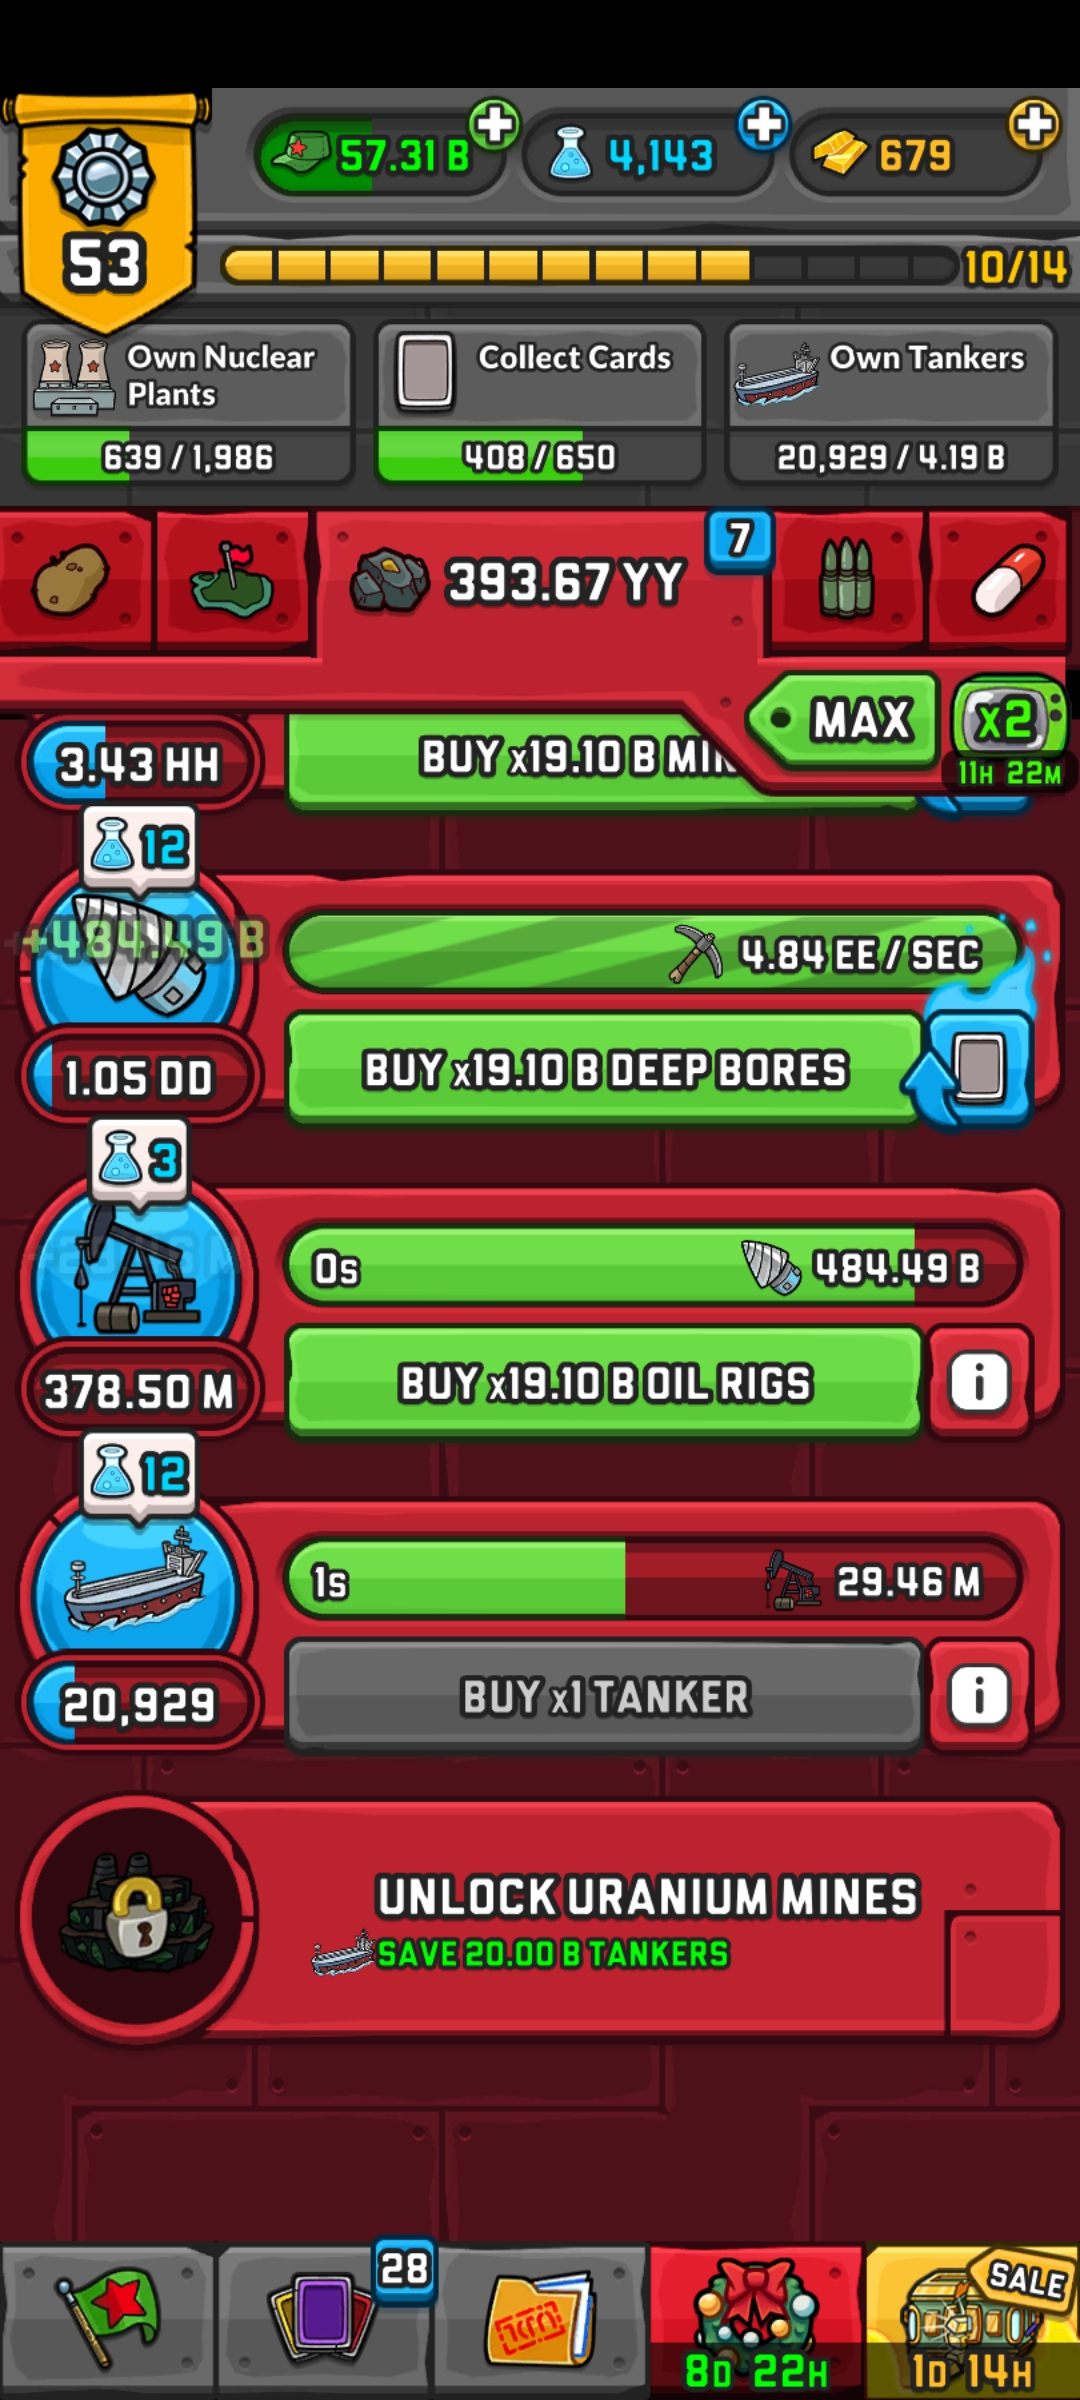 57.31 B
4,143
679
53
10/14
Own Nuclear
Plants
639 / 1,986
Collect Cards
408 / 650
Own Tankers
20,929 / 4.19 B
7
393.67 YY
MAX
x2
11H 22M
3.43 HH
BUY x19.10 B
12
+484.49 B
4.84 EE / SEC
1.05 DD
BUY x19.10 B DEEP BORES
3
0s
484.49 B
378.50 M
BUY x19.10 B OIL RIGS
i
12
1s
29.46 M
20,929
BUY x1 TANKER
i
UNLOCK URANIUM MINES
SAVE 20.00 B TANKERS
28
SALE
8D 22H
1D 14H